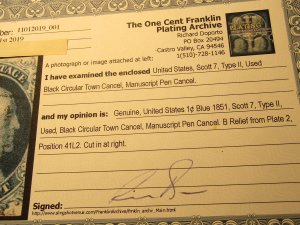 mber: 11012019_001
1st 2019
The One Cent Franklin
Plating Archive
Richard Doporto
PO Box 20494
Castro Valley, CA 94546
1(510)-728-1146
A photograph or image attached at left:
I have examined the enclosed United States, Scott 7, Type II, Used
Black Circular Town Cancel, Manuscript Pen Cancel.
and my opinion is: Genuine, United States 1¢ Blue 1851, Scott 7, Type II,
Used, Black Circular Town Cancel, Manuscript Pen Cancel. B Relief from Plate 2,
Position 41L2. Cut in at right.
Signed